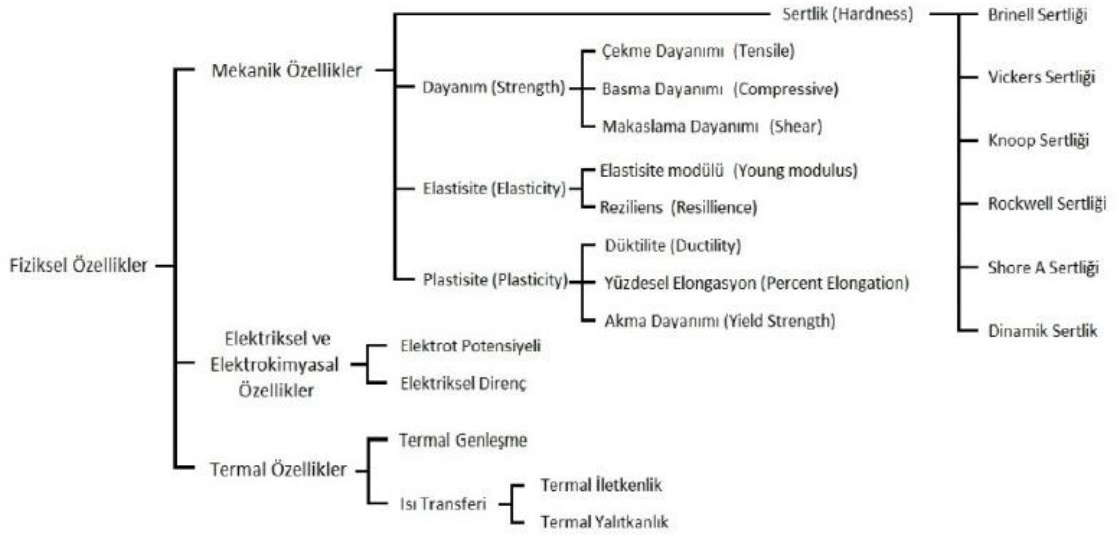 Fiziksel Özellikler
Mekanik Özellikler
Sertlik (Hardness)
Brinell Sertliği
Vickers Sertliği
Knoop Sertliği
Rockwell Sertliği
Shore A Sertliği
Dinamik Sertlik
Dayanım (Strength)
Çekme Dayanımı (Tensile)
Basma Dayanımı (Compressive)
Makaslama Dayanımı (Shear)
Elastisite (Elasticity)
Elastisite modülü (Young modulus)
Reziliens (Resillience)
Plastisite (Plasticity)
Düktilite (Ductility)
Yüzdesel Elongasyon (Percent Elongation)
Akma Dayanımı (Yield Strength)
Elektriksel ve
Elektrokimyasal
Özellikler
Elektrot Potensiyeli
Elektriksel Direnç
Termal Özellikler
Termal Genleşme
Isı Transferi
Termal İletkenlik
Termal Yalıtkanlık